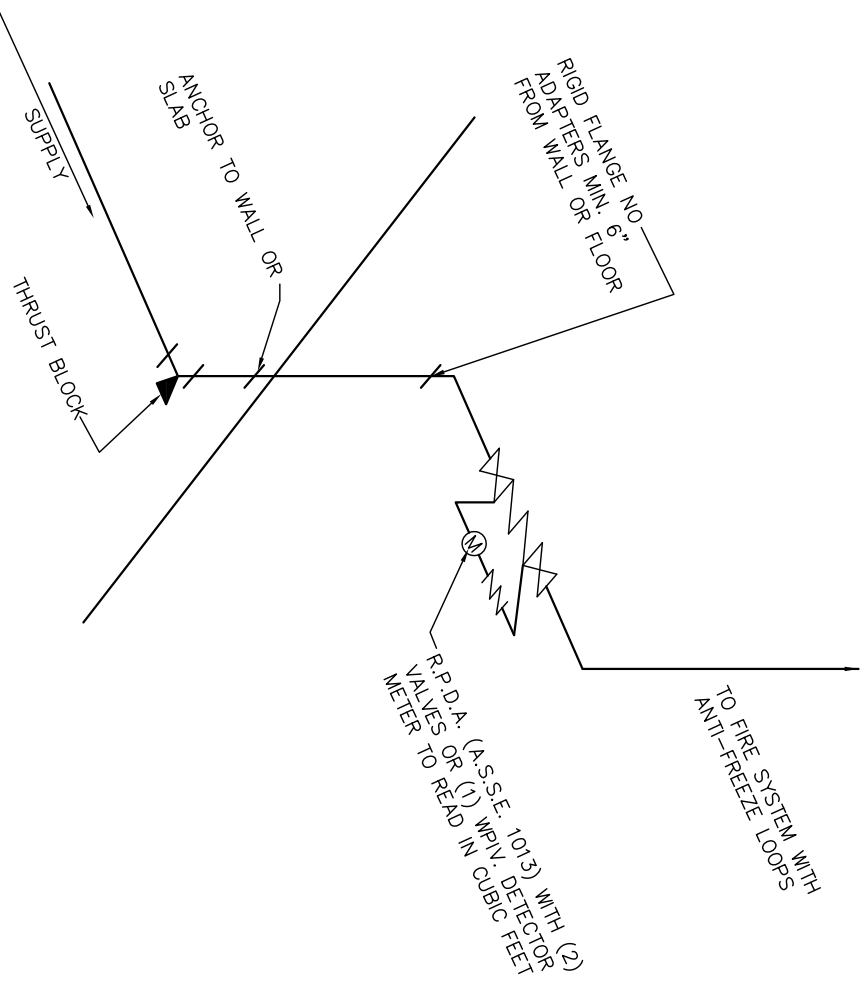 RIGID FLANGE NO
ADAPTERS MIN. 6"
FROM WALL OR FLOOR
ANCHOR TO WALL OR
SLAB
SUPPLY
THRUST BLOCK
M
R.P.D.A. (A.S.S.E. 1013) WITH (2)
VALVES OR (1) WPIV. DETECTOR
METER TO READ IN CUBIC FEET
TO FIRE SYSTEM WITH
ANTI-FREEZE LOOPS